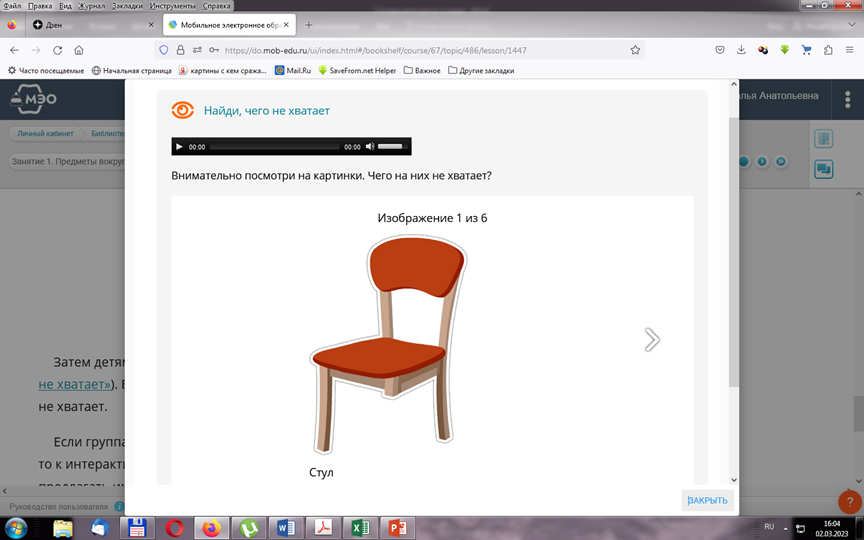 Файл Правка Вид Журнал Закладки Инструменты Справка
Дзен
Мобильное электронное обр
https://do.mob-edu.ru/ui/index.html#/bookshelf/course/67/topic/486/lesson/1447
Часто посещаемые Начальная страница картины с кем сража... Mail.Ru SaveFrom.net Helper Важное Другие закладки
МЭО
лья Анатольевна
Найди, чего не хватает
Личный кабинет Библиоте
00:00 00:00
Занятие 1. Предметы вокруг
Внимательно посмотри на картинки. Чего на них не хватает?
Изображение 1 из 6
Затем детям
не хватает»). В
не хватает.
Если группа
то к интеракти
Стул
ЗАКРЫТЬ
Руководство пользователя
RU 16:04
02.03.2023